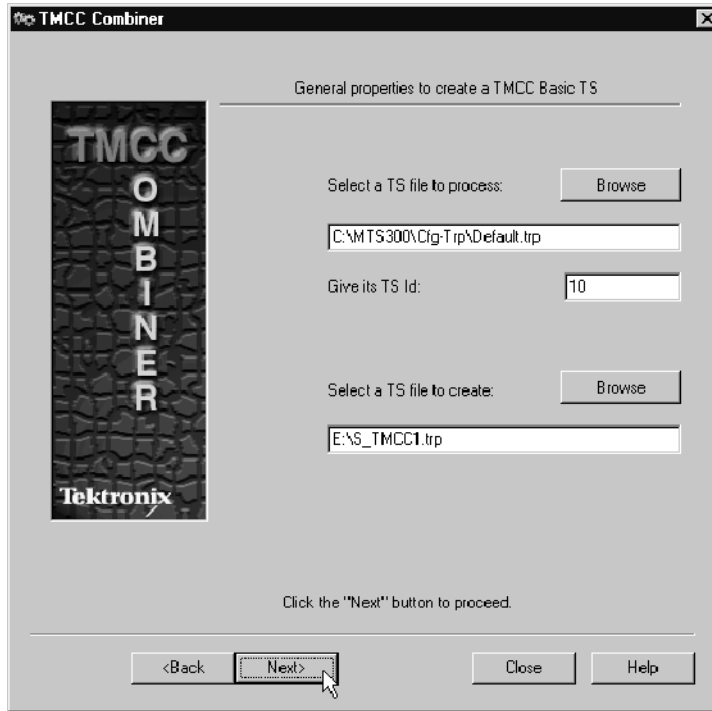 TMCC Combiner
General properties to create a TMCC Basic TS
TMCC
OMBINER
Tektronix
Select a TS file to process:
Browse
C:\MTS300\Cfg-Trp\Default.trp
Give its TS Id:
10
Select a TS file to create:
Browse
E:\S_TMCC1.trp
Click the "Next" button to proceed.
<Back
Next>
Close
Help